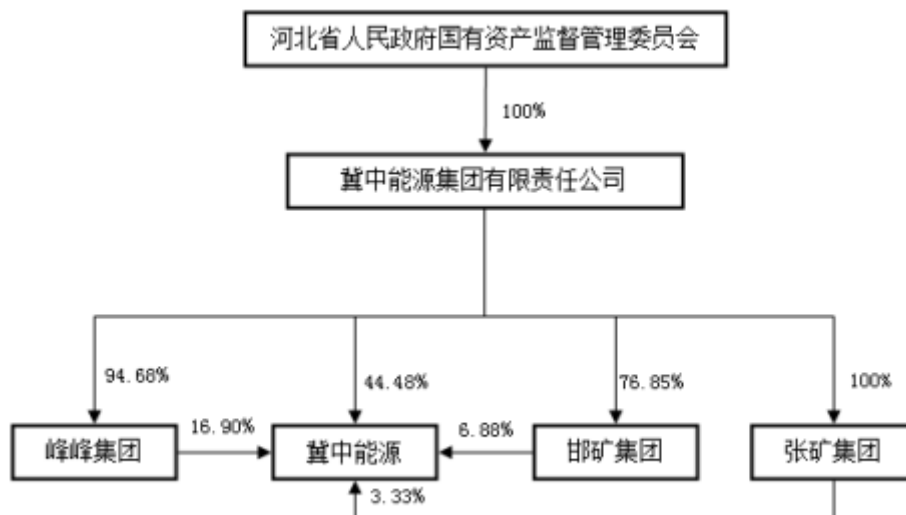 河北省人民政府国有资产监督管理委员会
100%
冀中能源集团有限责任公司
94.68%
44.48%
76.85%
100%
峰峰集团
16.90%
冀中能源
6.88%
邯矿集团
张矿集团
3.33%